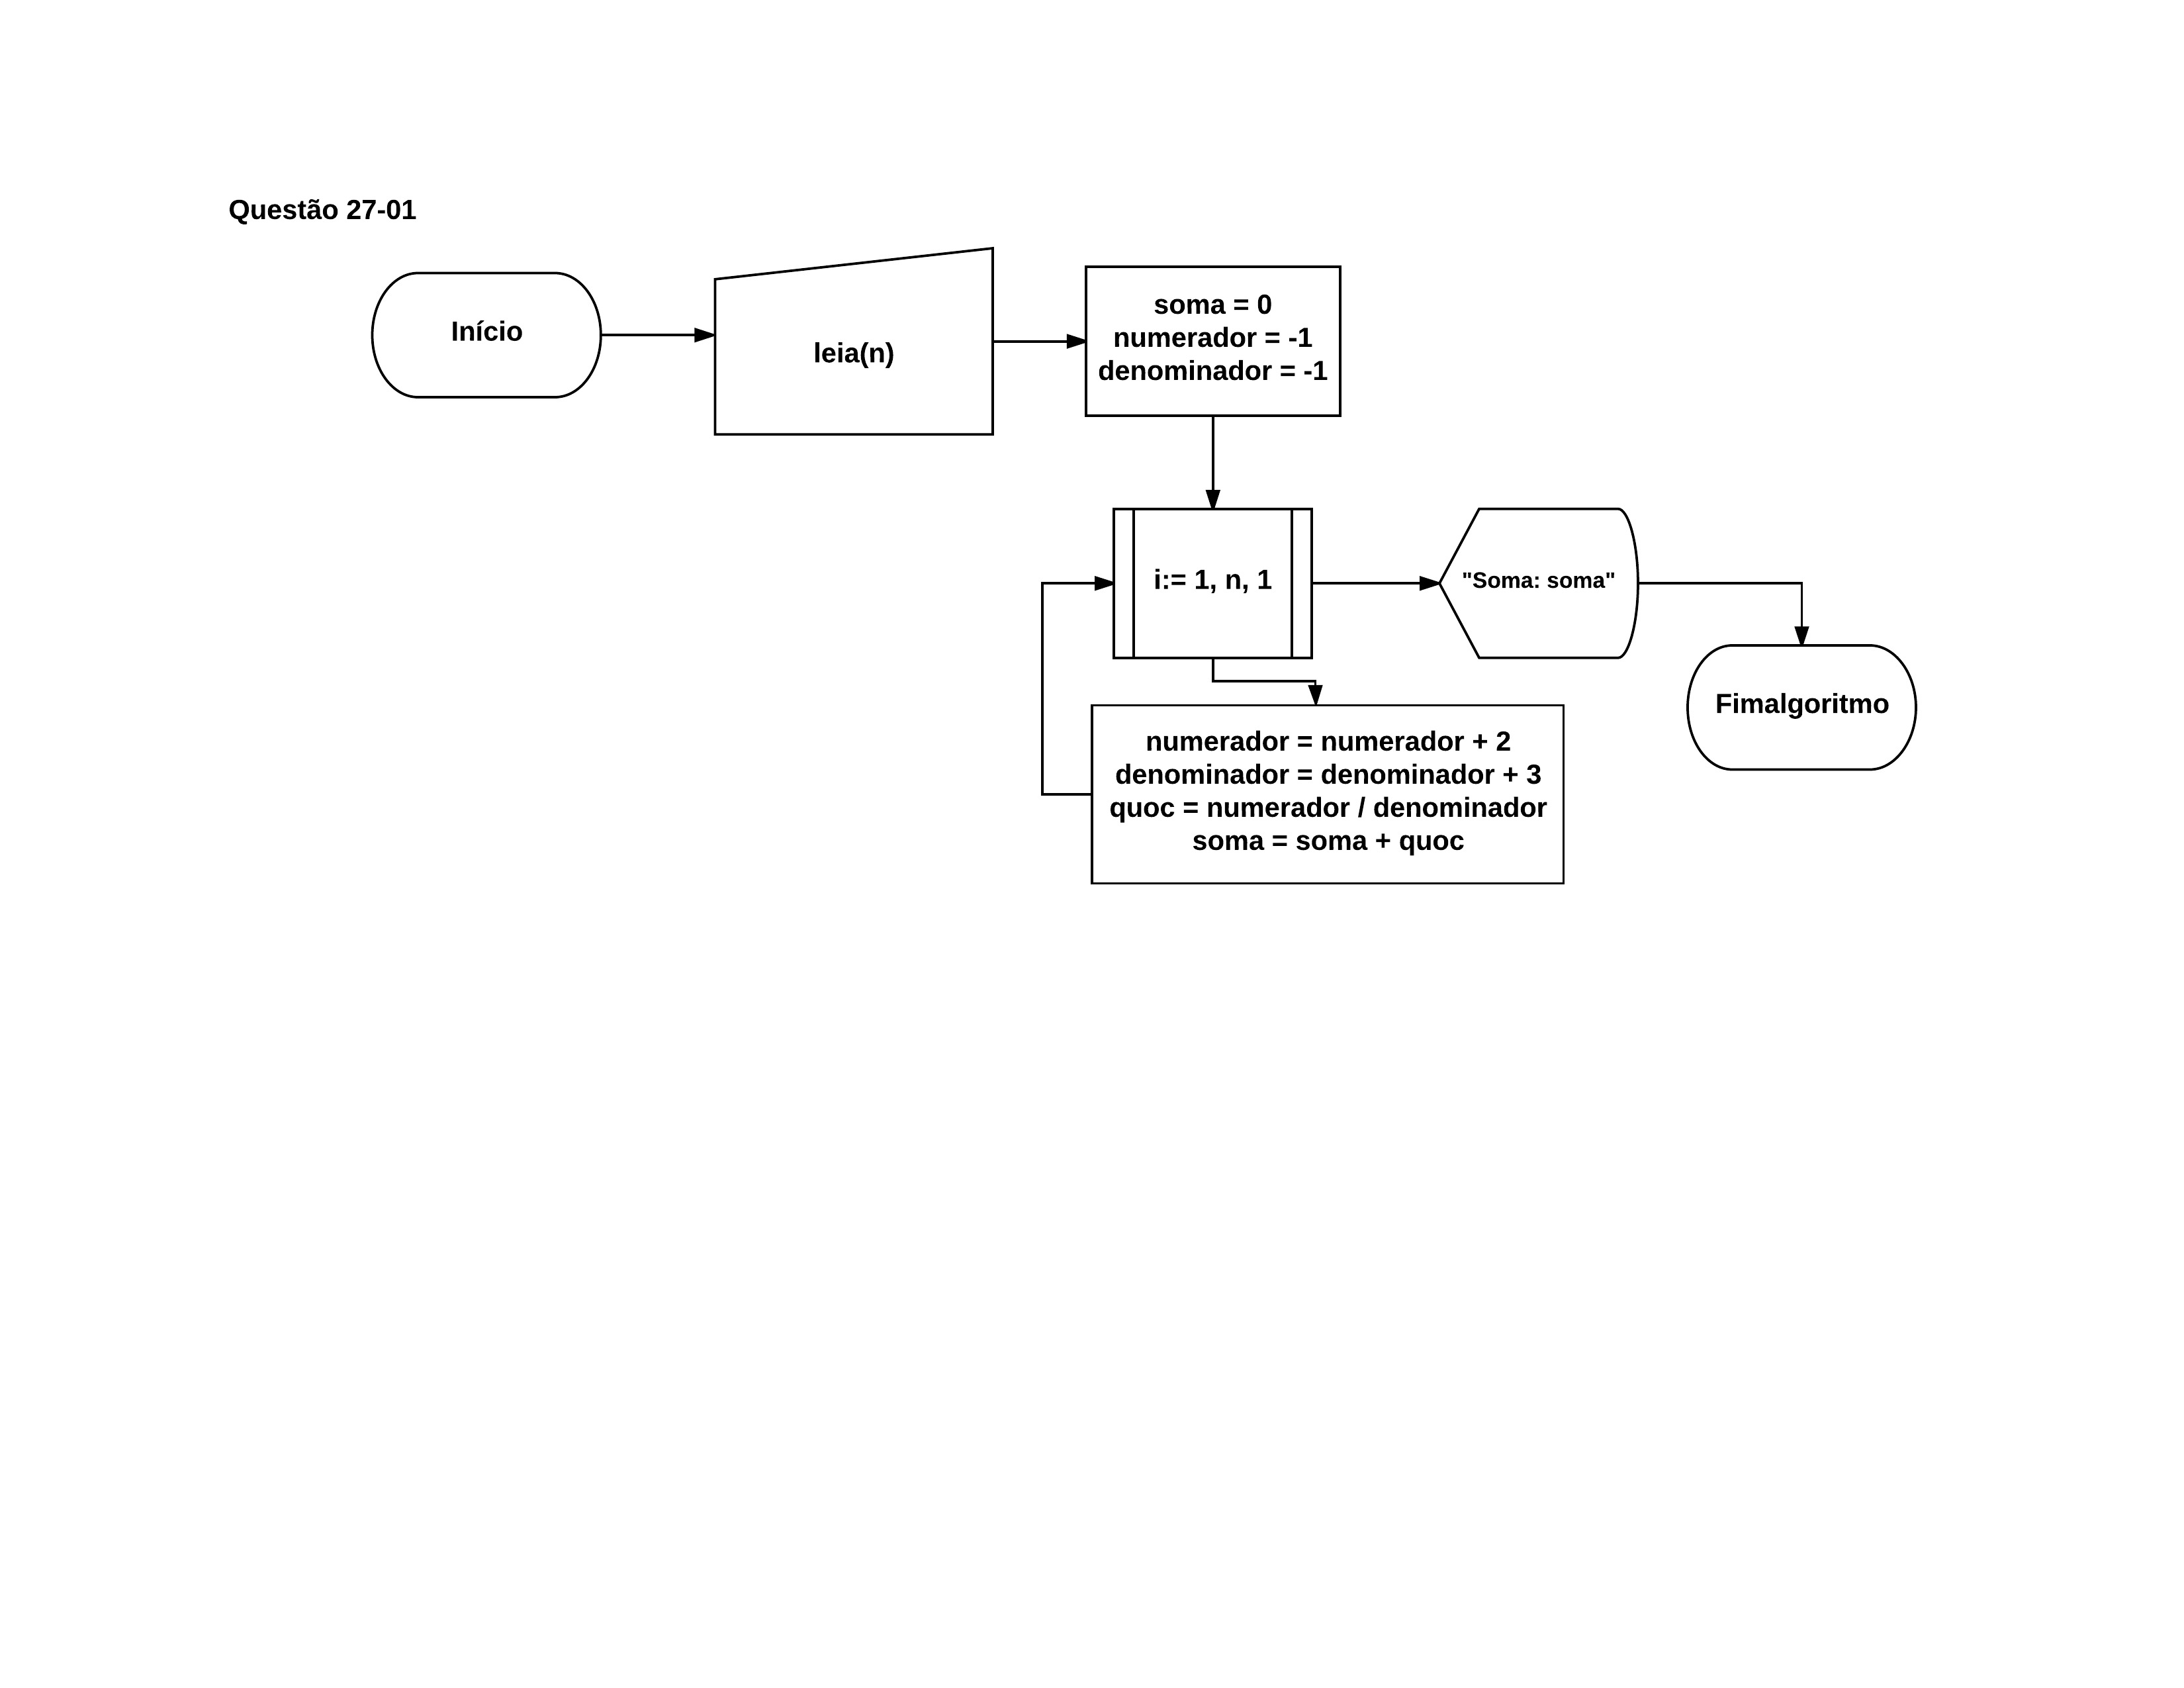 Questão 27-01
Início
leia(n)
soma = 0
numerador = -1
denominador = -1
i:= 1, n, 1
"Soma: soma"
Fimalgoritmo
numerador = numerador + 2
denominador = denominador + 3
quoc = numerador / denominador
soma = soma + quoc